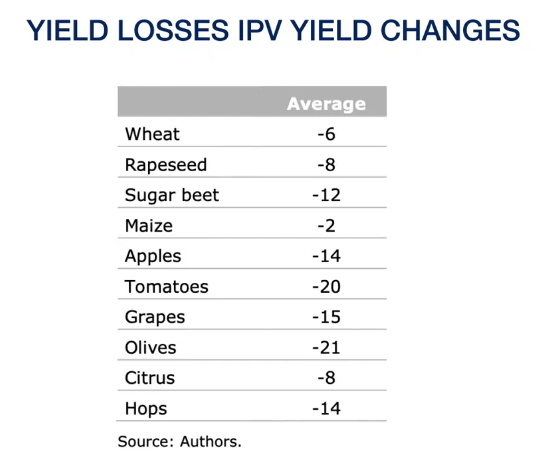 YIELD LOSSES IPV YIELD CHANGES
Average
Wheat -6
Rapeseed -8
Sugar beet -12
Maize -2
Apples -14
Tomatoes -20
Grapes -15
Olives -21
Citrus -8
Hops -14
Source: Authors.